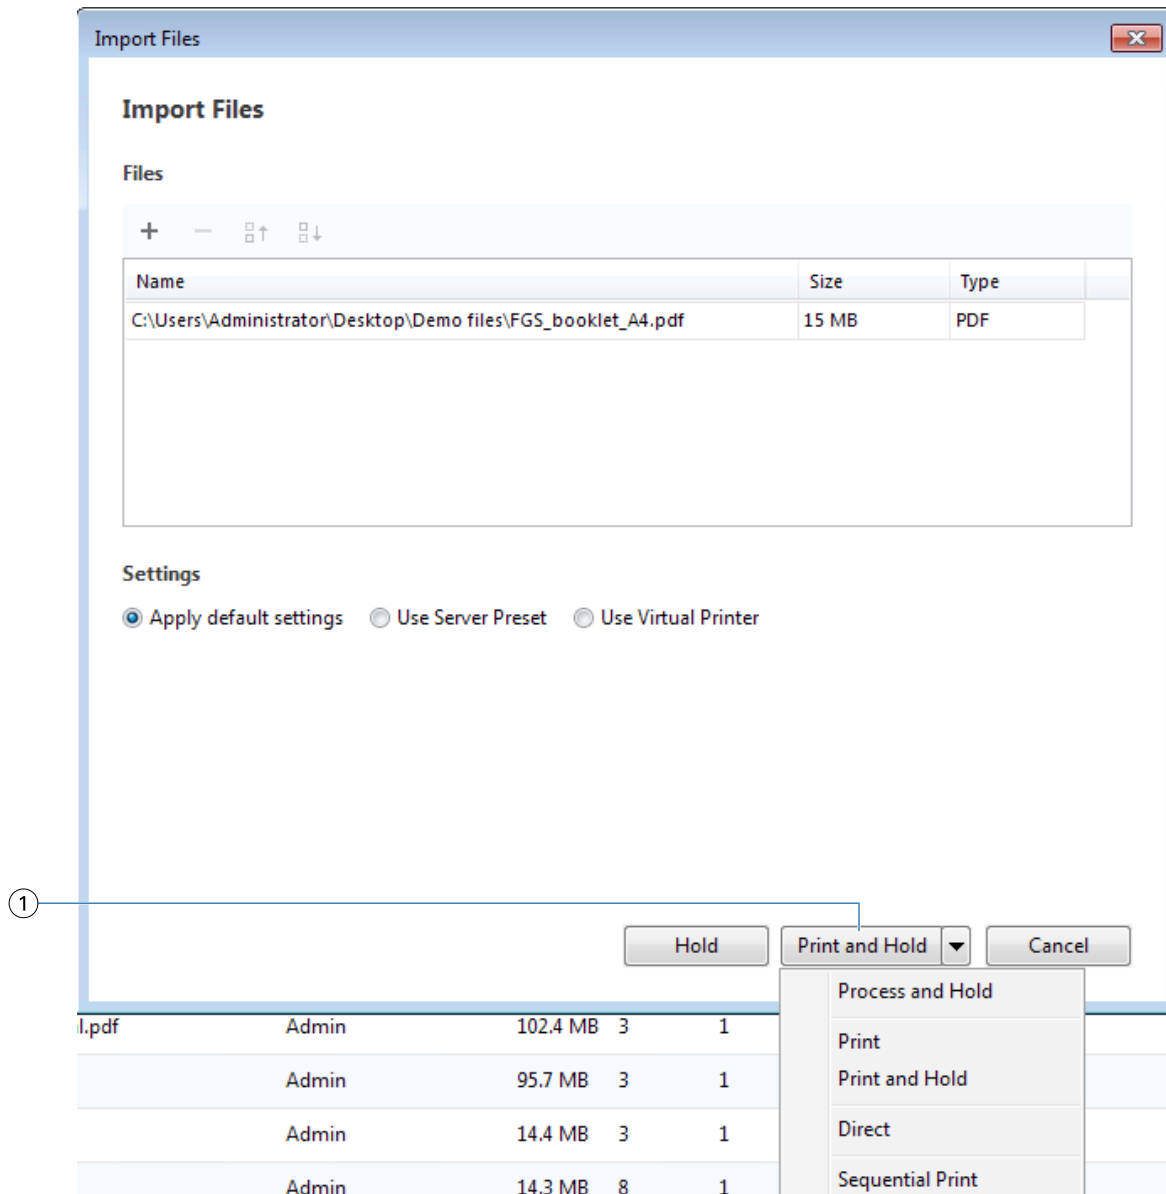 Import Files
Import Files
Files
Name Size Type
C:\Users\Administrator\Desktop\Demo files\FGS_booklet_A4.pdf 15 MB PDF
Settings
Apply default settings Use Server Preset Use Virtual Printer
1
Hold Print and Hold Cancel
Process and Hold
Print
Print and Hold
Direct
Sequential Print
l.pdf Admin 102.4 MB 3 1
Admin 95.7 MB 3 1
Admin 14.4 MB 3 1
Admin 14.3 MB 8 1